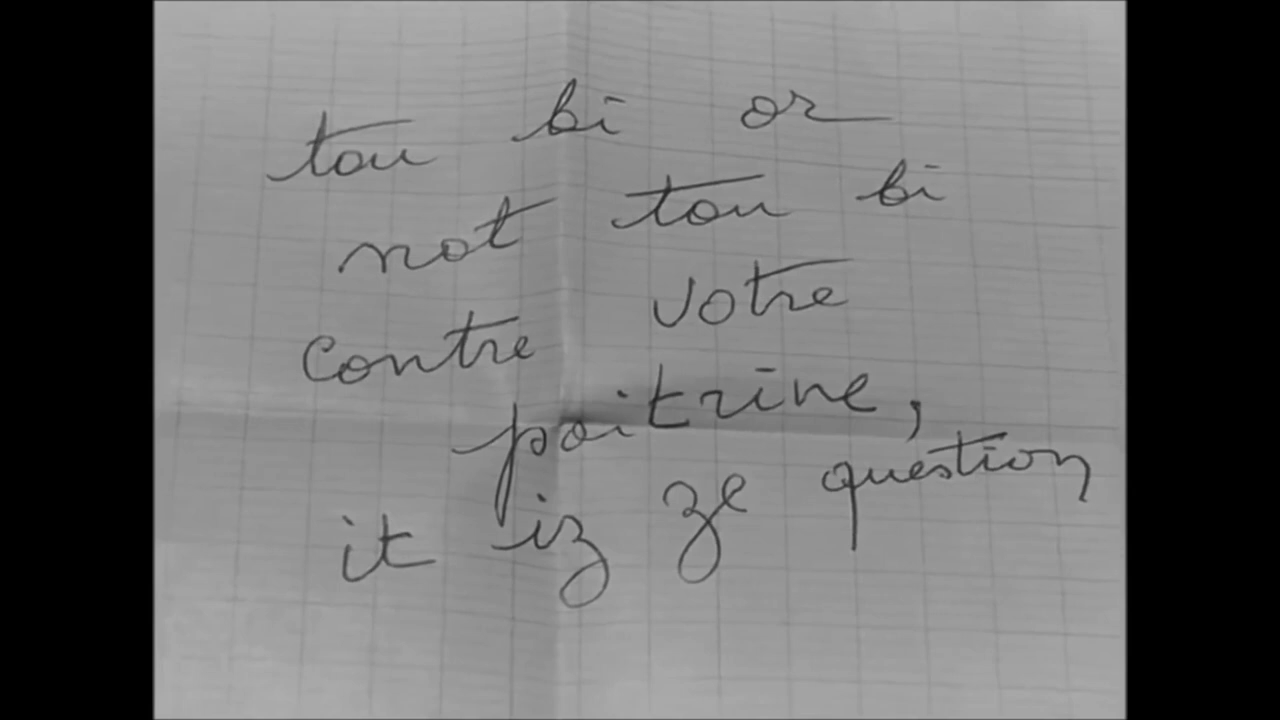 tou bi or
not tou bi
contre votre
poitrine,
it iz ze question